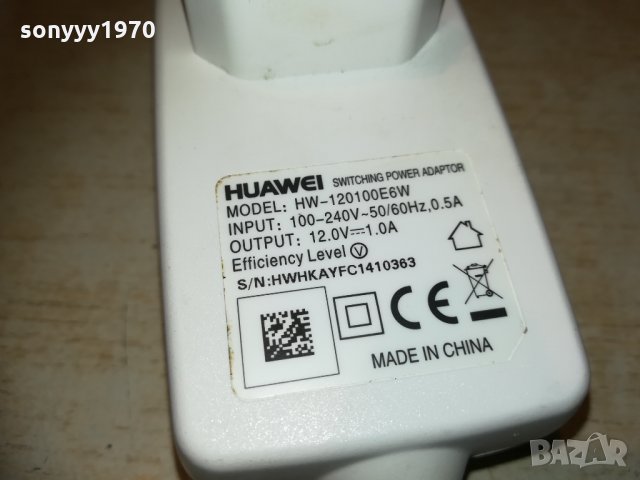 sonyyy1970
HUAWEI SWITCHING POWER ADAPTOR
MODEL: HW-120100E6W
INPUT: 100-240V~50/60Hz,0.5A
OUTPUT: 12.0V⎓1.0A
Efficiency Level Ⓥ
S/N:HWHKAYFC1410363
CE
MADE IN CHINA
BAZAR